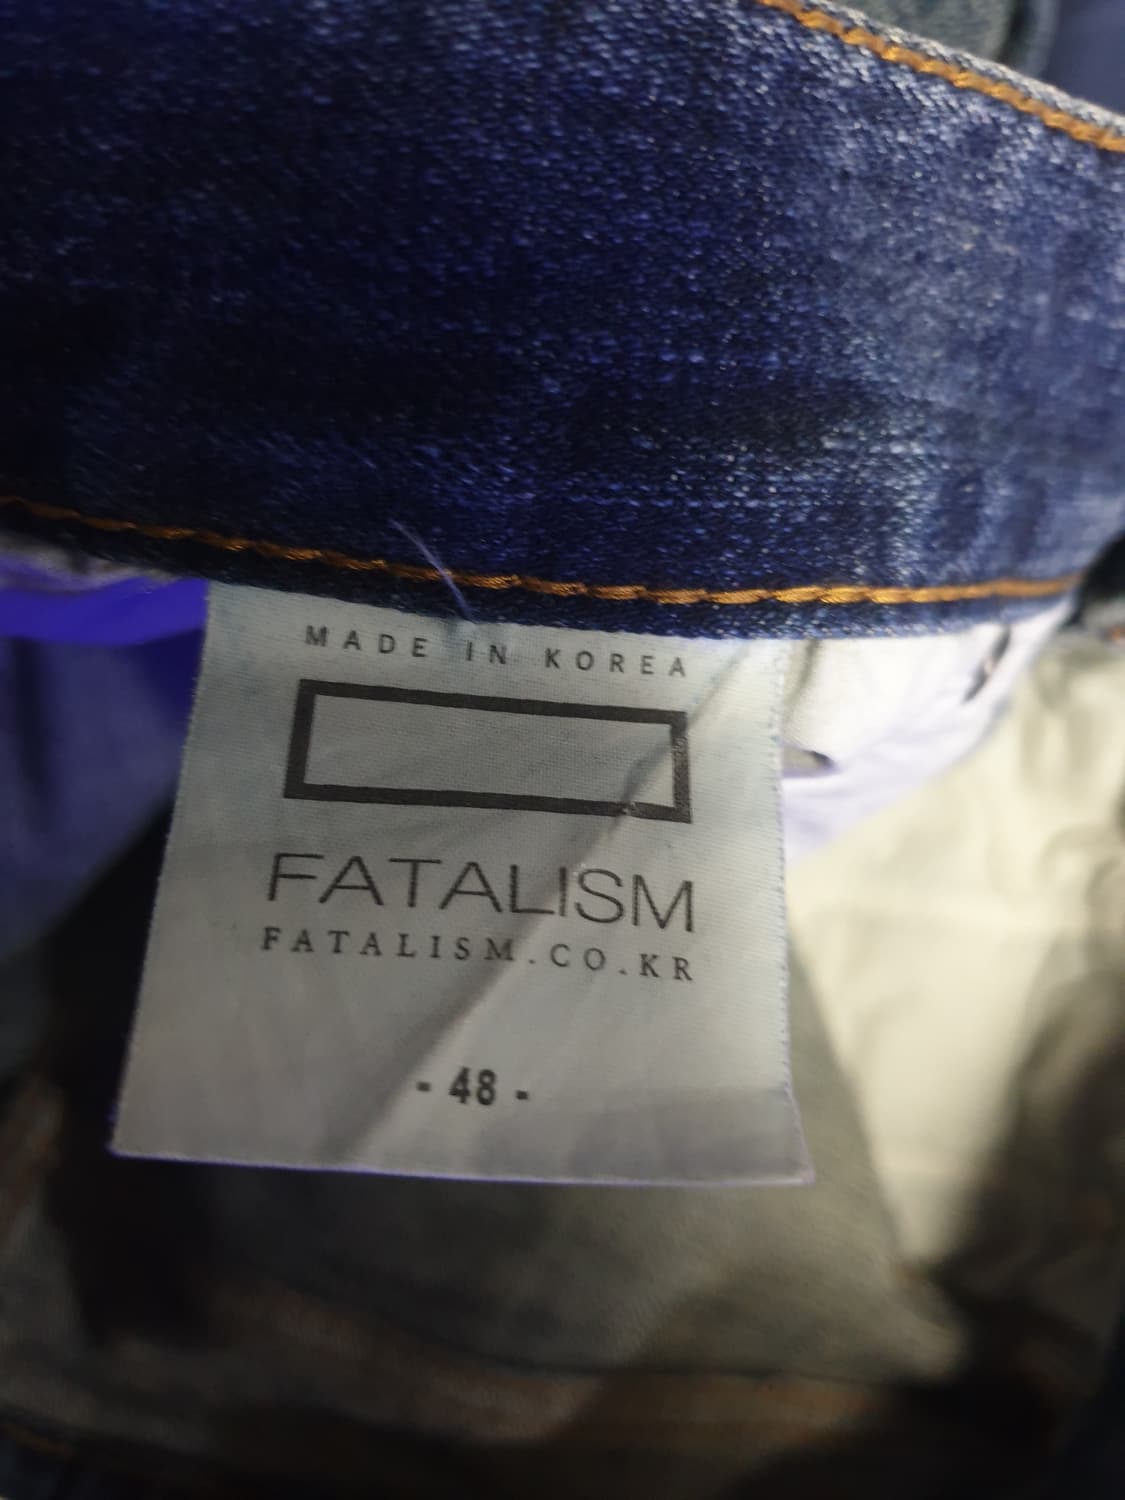 MADE IN KOREA
FATALISM
FATALISM.CO.KR
- 48 -